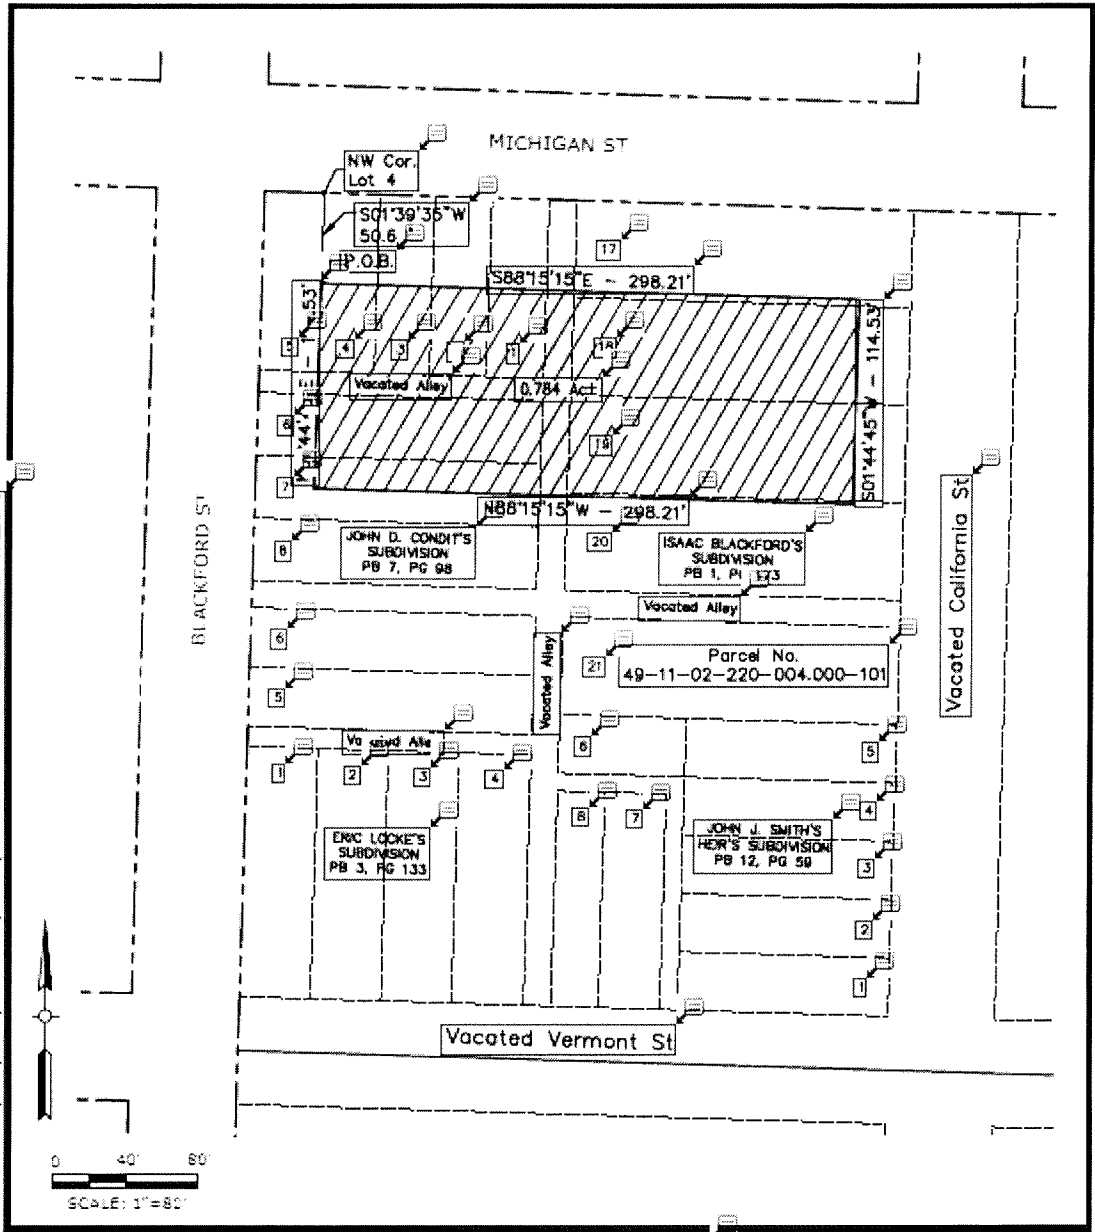 MICHIGAN ST
NW Cor.
Lot 4
S01°39'35"W
50.6
P.O.B.
17
S88°15'15"E - 298.21'
5
4
3
1
18
Vacated Alley
0.784 Ac±
S01°44'45"W - 114.53'
6
19
7
N88°15'15"W - 298.21'
8
JOHN D. CONDIT'S
SUBDIVISION
PB 7, PG 98
20
ISAAC BLACKFORD'S
SUBDIVISION
PB 1, 173
Vacated Alley
BLACKFORD ST
Vacated California St
6
Vacated Alley
21
Parcel No.
49-11-02-220-004.000-101
5
6
5
1
2
3
4
8
7
4
ERIC LOCKE'S
SUBDIVISION
PB 3, PG 133
JOHN J. SMITH'S
HEIR'S SUBDIVISION
PB 12, PG 59
3
2
1
Vacated Vermont St
0 40' 80'
SCALE: 1"=80'